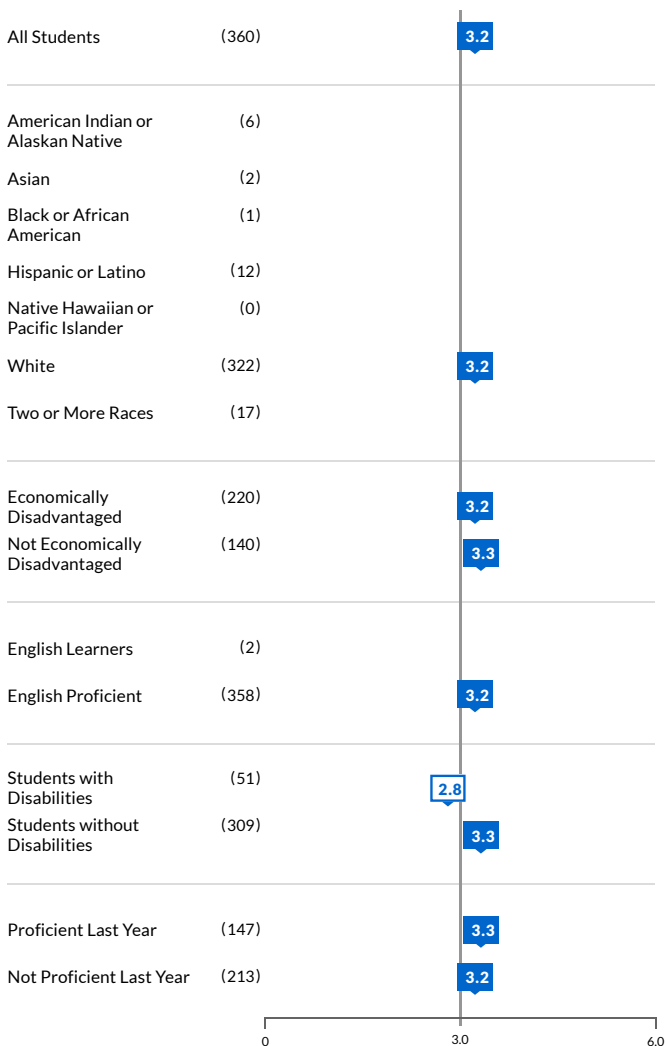 All Students (360) 3.2
American Indian or (6)
Alaskan Native
Asian (2)
Black or African (1)
American
Hispanic or Latino (12)
Native Hawaiian or (0)
Pacific Islander
White (322) 3.2
Two or More Races (17)
Economically (220) 3.2
Disadvantaged
Not Economically (140) 3.3
Disadvantaged
English Learners (2)
English Proficient (358) 3.2
Students with (51) 2.8
Disabilities
Students without (309) 3.3
Disabilities
Proficient Last Year (147) 3.3
Not Proficient Last Year (213) 3.2
0 3.0 6.0